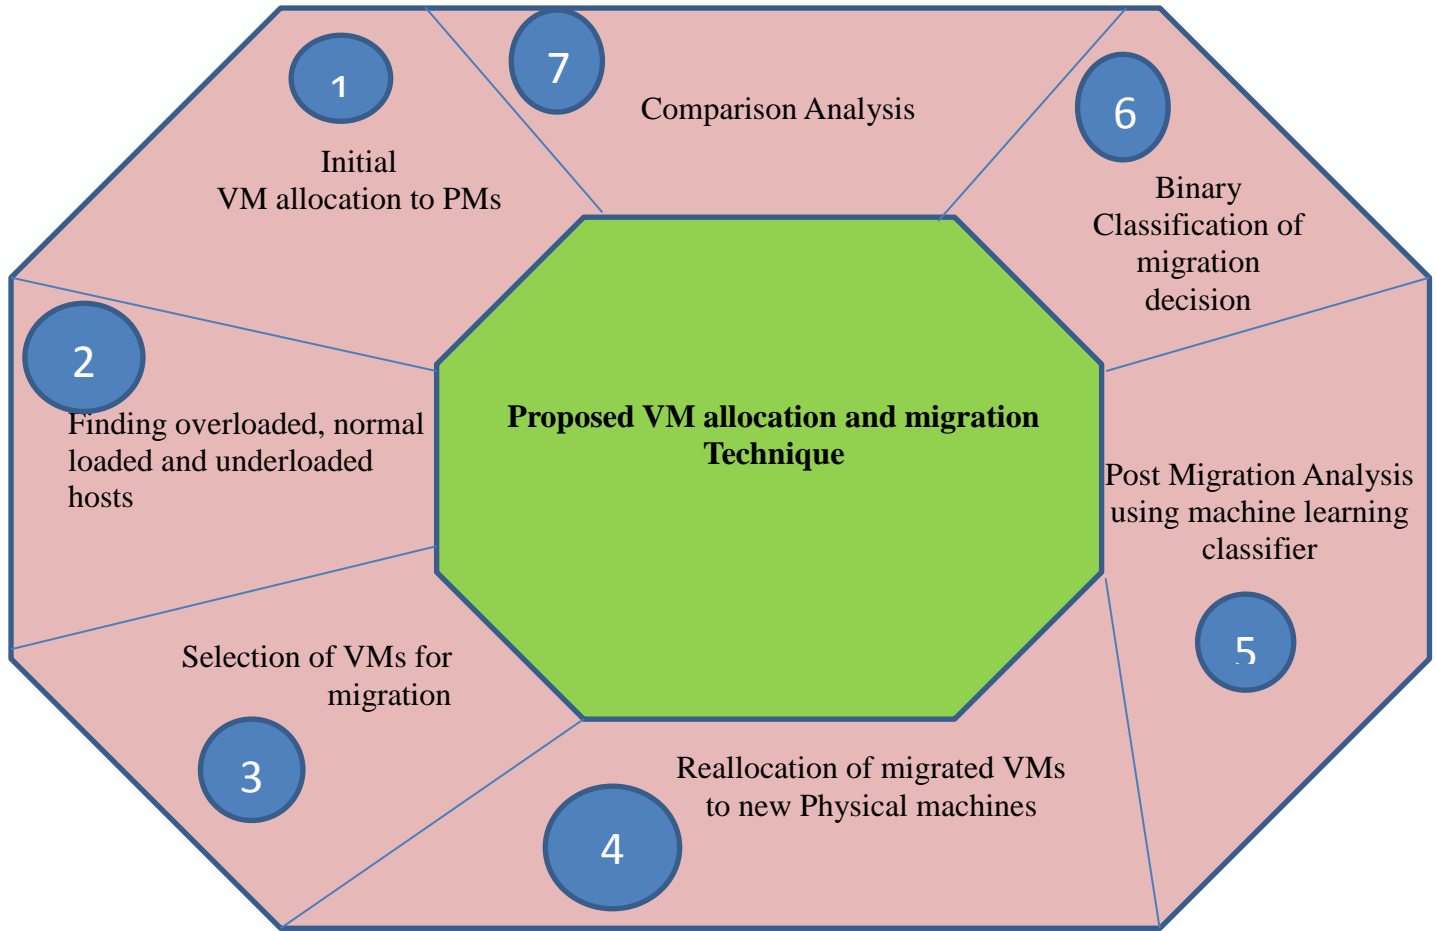 1
Initial
VM allocation to PMs
2
Finding overloaded, normal
loaded and underloaded
hosts
3
Selection of VMs for
migration
4
Reallocation of migrated VMs
to new Physical machines
5
Post Migration Analysis
using machine learning
classifier
6
Binary
Classification of
migration
decision
7
Comparison Analysis
Proposed VM allocation and migration
Technique